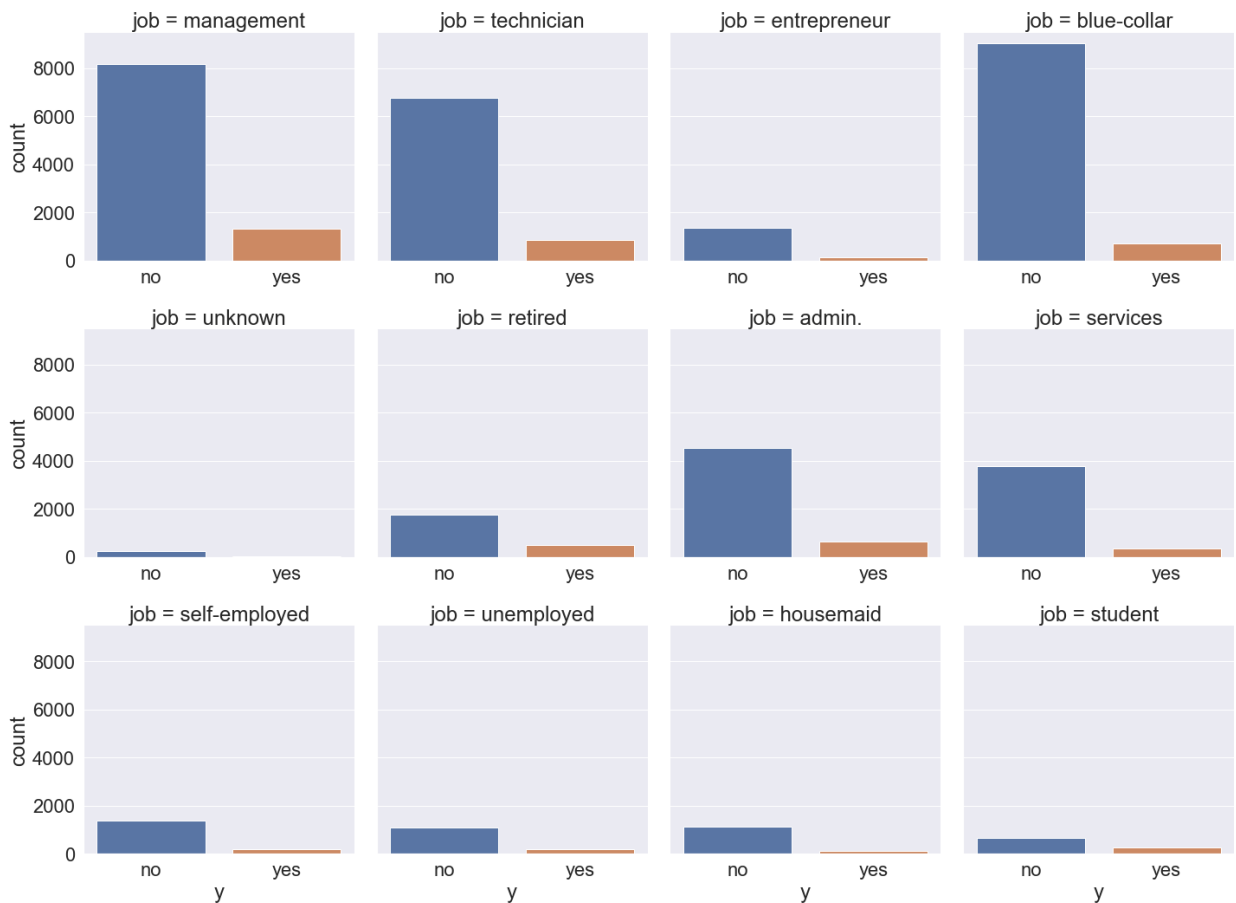 job = management
job = technician
job = entrepreneur
job = blue-collar
8000
6000
4000
2000
0
count
no
yes
no
yes
no
yes
no
yes
job = unknown
job = retired
job = admin.
job = services
8000
6000
4000
2000
0
count
no
yes
no
yes
no
yes
no
yes
job = self-employed
job = unemployed
job = housemaid
job = student
8000
6000
4000
2000
0
count
no
yes
no
yes
no
yes
no
yes
y
y
y
y